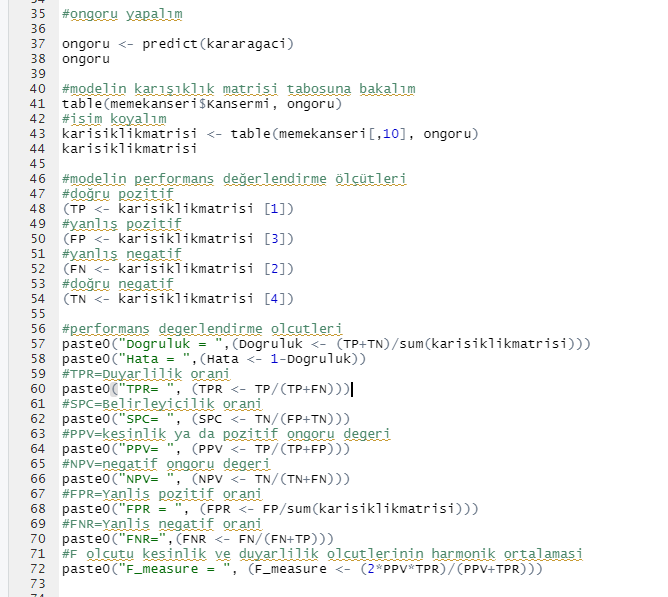 35 #ongoru yapalım
36
37 ongoru <- predict(kararagaci)
38 ongoru
39
40 #modelin karışıklık matrisi tabosuna bakalım
41 table(memekanseri$Kansermi, ongoru)
42 #isim koyalım
43 karisiklikmatrisi <- table(memekanseri[,10], ongoru)
44 karisiklikmatrisi
45
46 #modelin performans değerlendirme ölçütleri
47 #doğru pozitif
48 (TP <- karisiklikmatrisi [1])
49 #yanlış pozitif
50 (FP <- karisiklikmatrisi [3])
51 #yanlış negatif
52 (FN <- karisiklikmatrisi [2])
53 #doğru negatif
54 (TN <- karisiklikmatrisi [4])
55
56 #performans degerlendirme olcutleri
57 paste0("Dogruluk = ",(Dogruluk <- (TP+TN)/sum(karisiklikmatrisi)))
58 paste0("Hata = ",(Hata <- 1-Dogruluk))
59 #TPR=Duyarlilik orani
60 paste0("TPR= ", (TPR <- TP/(TP+FN)))
61 #SPC=Belirleyicilik orani
62 paste0("SPC= ", (SPC <- TN/(FP+TN)))
63 #PPV=kesinlik ya da pozitif ongoru degeri
64 paste0("PPV= ", (PPV <- TP/(TP+FP)))
65 #NPV=negatif ongoru degeri
66 paste0("NPV= ", (NPV <- TN/(TN+FN)))
67 #FPR=Yanlis pozitif orani
68 paste0("FPR = ", (FPR <- FP/sum(karisiklikmatrisi)))
69 #FNR=Yanlis negatif orani
70 paste0("FNR=",(FNR <- FN/(FN+TP)))
71 #F olcutu kesinlik ve duyarlilik olcutlerinin harmonik ortalamasi
72 paste0("F_measure = ", (F_measure <- (2*PPV*TPR)/(PPV+TPR)))
73